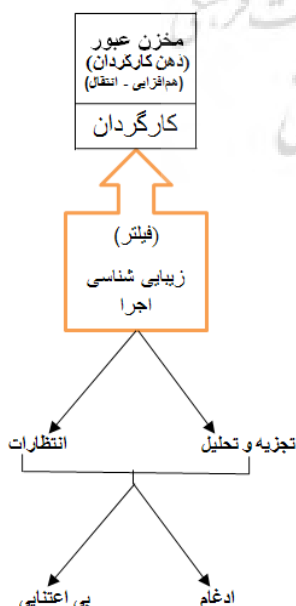 مخزن عبور
(ذهن کارگردان)
(هم‌افزایی - انتقال)
کارگردان
(فیلتر)
زیبایی شناسی
اجرا
تجزیه و تحلیل
انتظارات
ادغام
بی اعتنایی